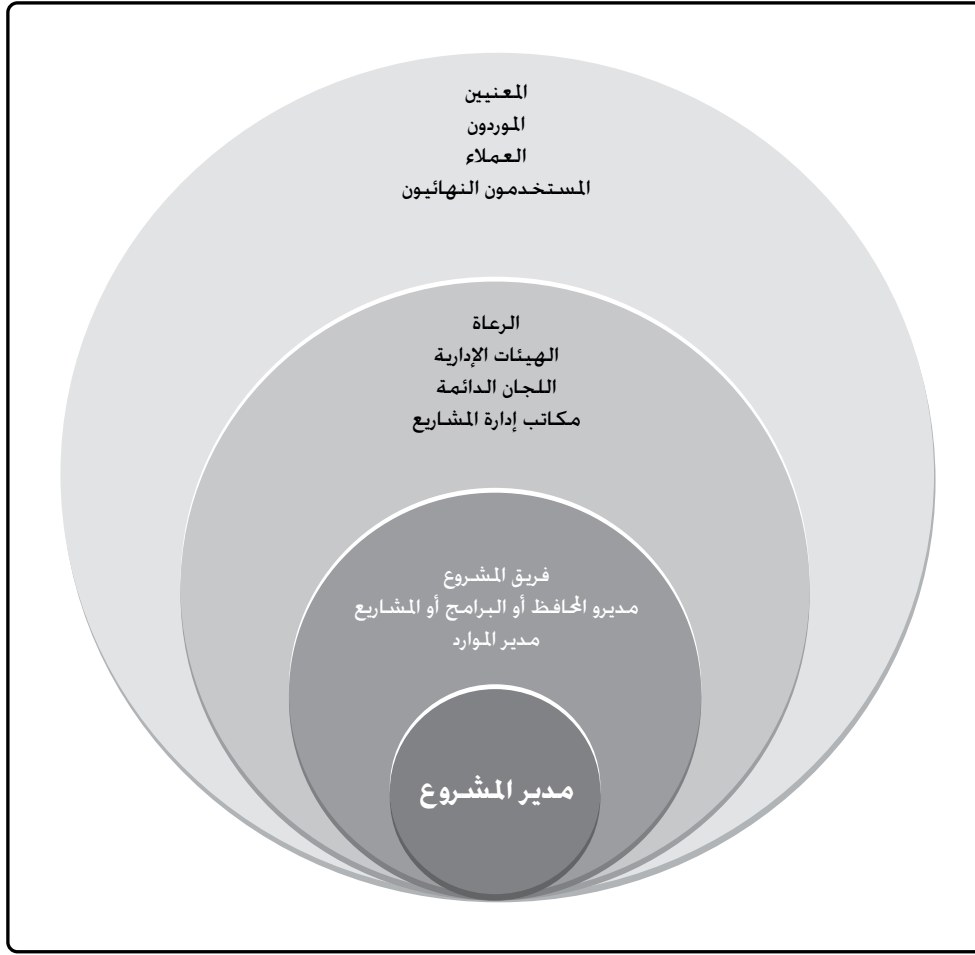 المعنيين
الموردون
العملاء
المستخدمون النهائيون
الرعاة
الهيئات الإدارية
اللجان الدائمة
مكاتب إدارة المشاريع
فريق المشروع
مديرو المحافظ أو البرامج أو المشاريع
مدير الموارد
مدير المشروع